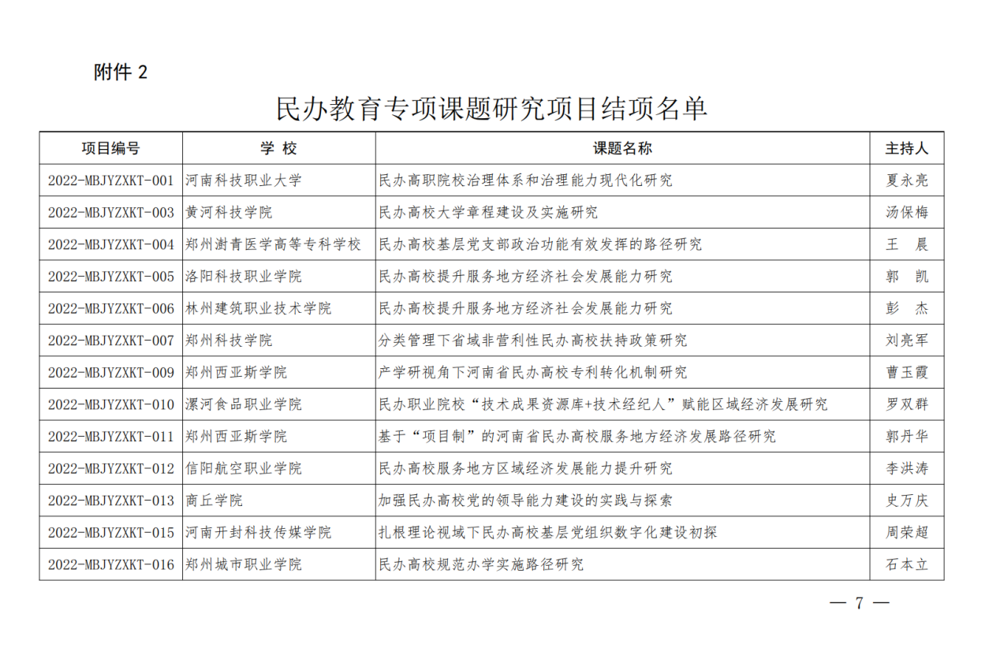 附件 2
民办教育专项课题研究项目结项名单
项目编号 学 校 课题名称 主持人
2022-MBJYZXKT-001 河南科技职业大学 民办高职院校治理体系和治理能力现代化研究 夏永亮
2022-MBJYZXKT-003 黄河科技学院 民办高校大学章程建设及实施研究 汤保梅
2022-MBJYZXKT-004 郑州澍青医学高等专科学校 民办高校基层党支部政治功能有效发挥的路径研究 王 晨
2022-MBJYZXKT-005 洛阳科技职业学院 民办高校提升服务地方经济社会发展能力研究 郭 凯
2022-MBJYZXKT-006 林州建筑职业技术学院 民办高校提升服务地方经济社会发展能力研究 彭 杰
2022-MBJYZXKT-007 郑州科技学院 分类管理下省域非营利性民办高校扶持政策研究 刘亮军
2022-MBJYZXKT-009 郑州西亚斯学院 产学研视角下河南省民办高校专利转化机制研究 曹玉霞
2022-MBJYZXKT-010 漯河食品职业学院 民办职业院校“技术成果资源库+技术经纪人”赋能区域经济发展研究 罗双群
2022-MBJYZXKT-011 郑州西亚斯学院 基于“项目制”的河南省民办高校服务地方经济发展路径研究 郭丹华
2022-MBJYZXKT-012 信阳航空职业学院 民办高校服务地方区域经济发展能力提升研究 李洪涛
2022-MBJYZXKT-013 商丘学院 加强民办高校党的领导能力建设的实践与探索 史万庆
2022-MBJYZXKT-015 河南开封科技传媒学院 扎根理论视域下民办高校基层党组织数字化建设初探 周荣超
2022-MBJYZXKT-016 郑州城市职业学院 民办高校规范办学实施路径研究 石本立
— 7 —